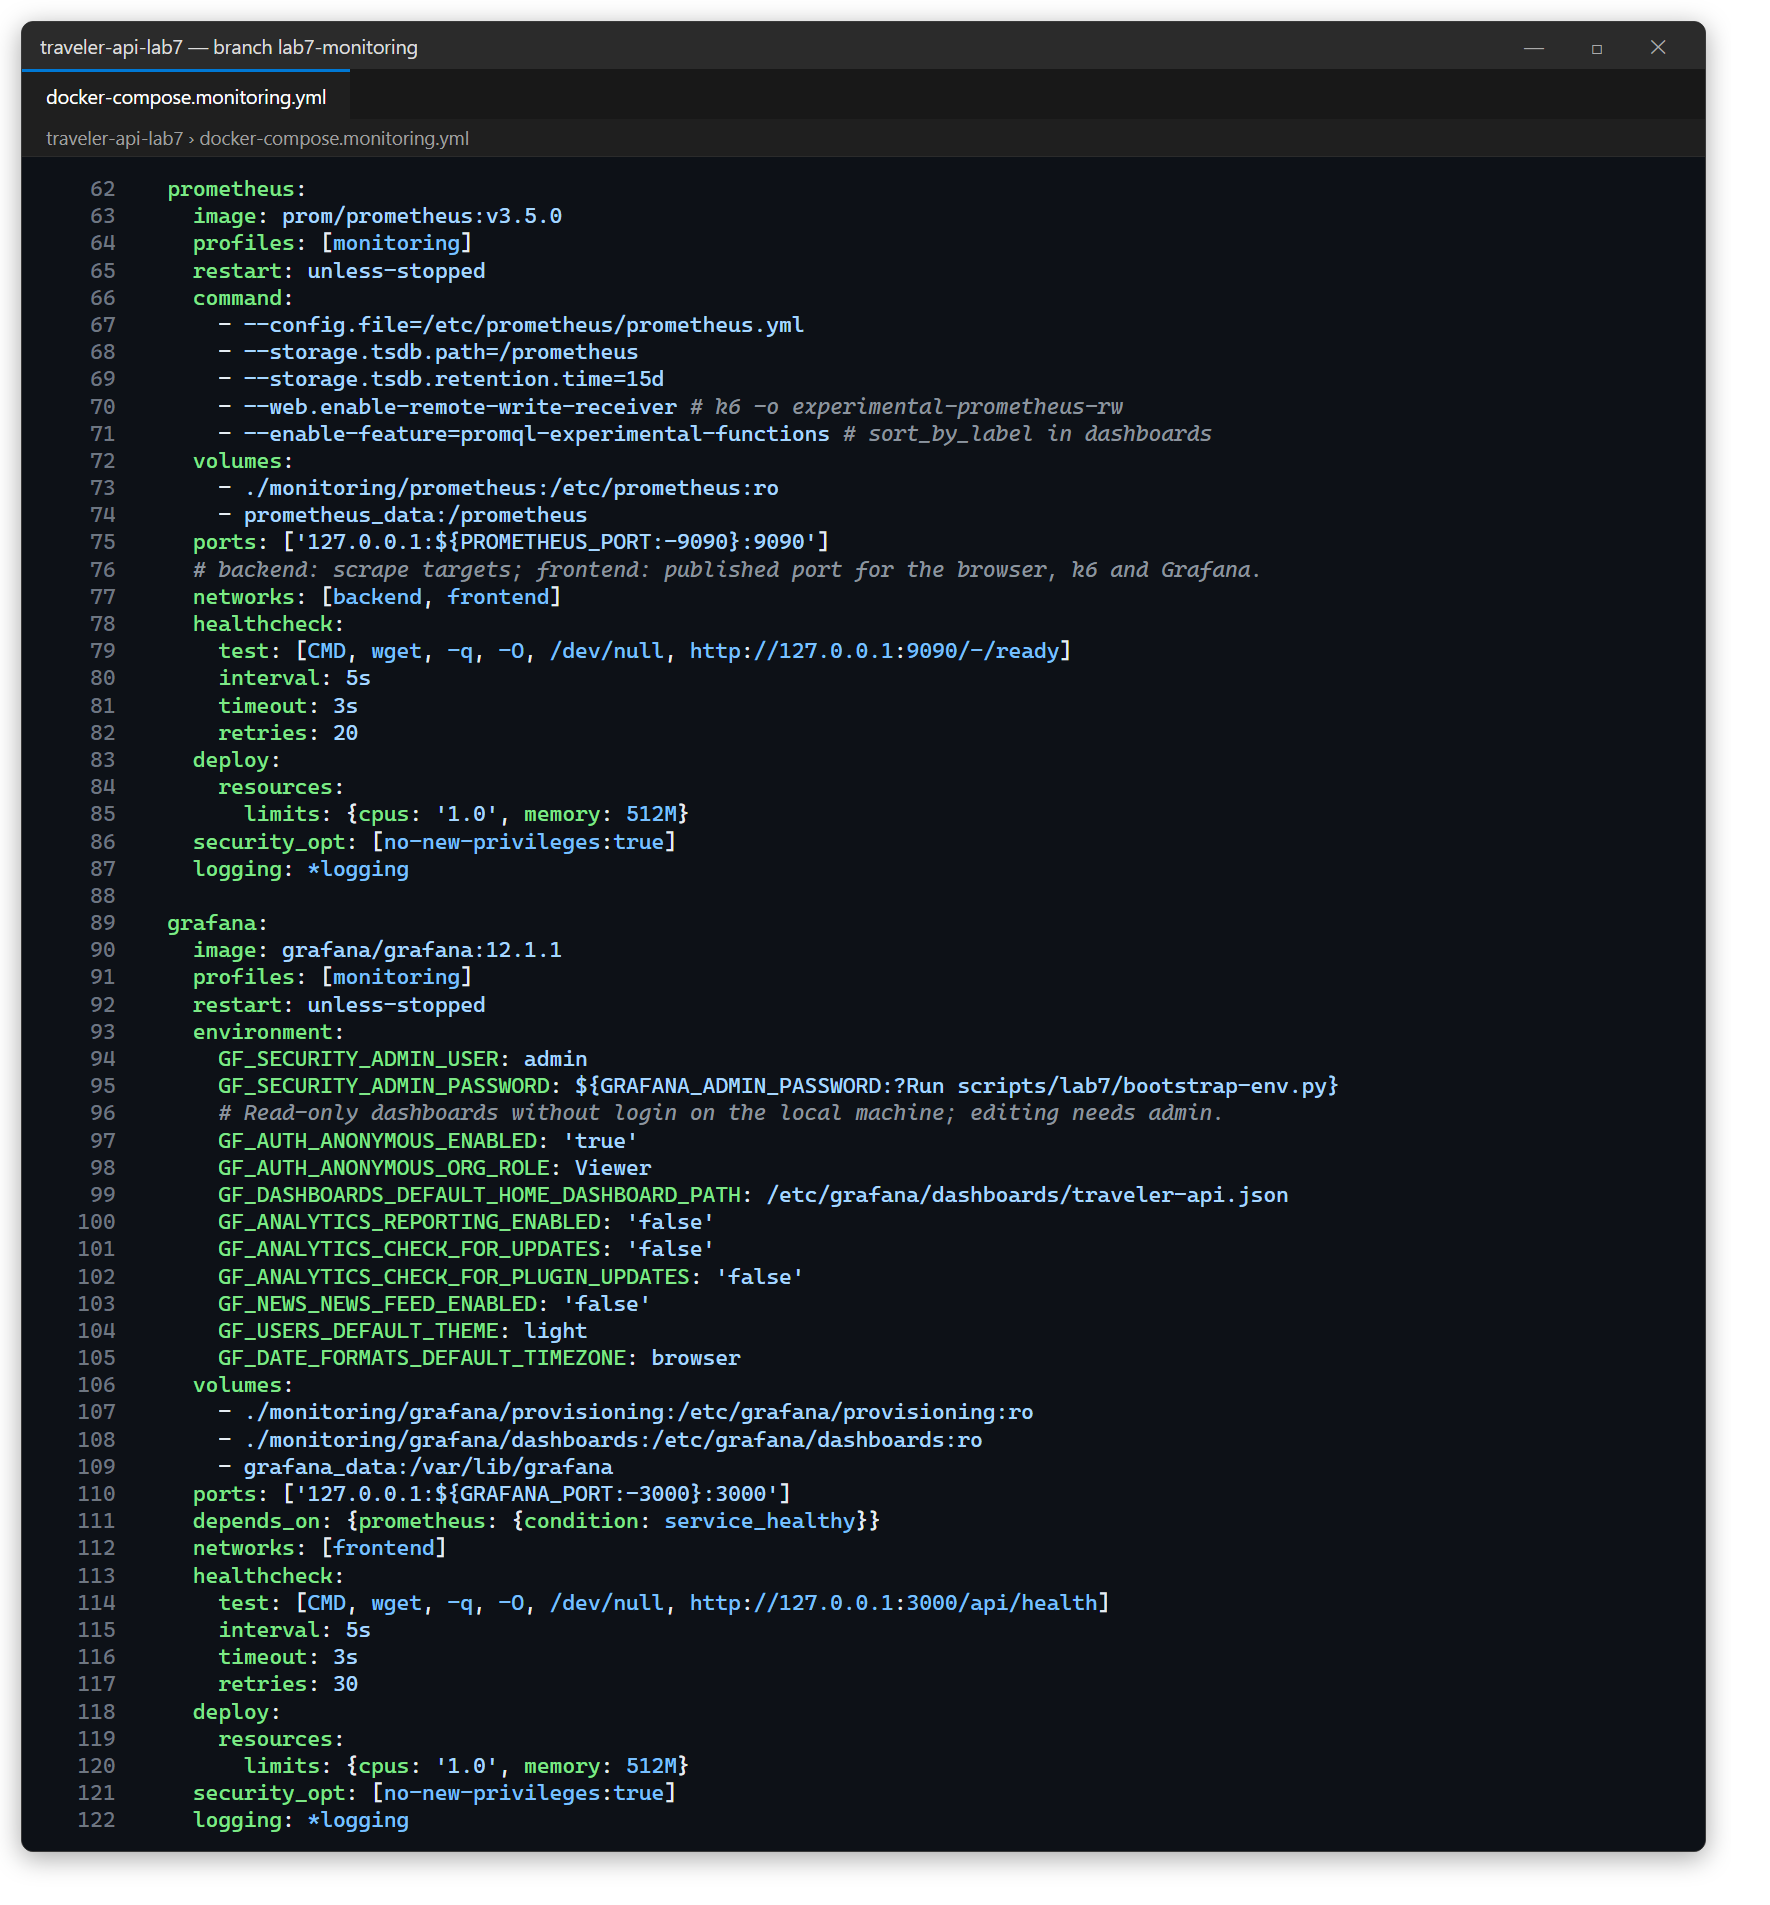 traveler-api-lab7 — branch lab7-monitoring
docker-compose.monitoring.yml
traveler-api-lab7 › docker-compose.monitoring.yml
62 prometheus:
63 image: prom/prometheus:v3.5.0
64 profiles: [monitoring]
65 restart: unless-stopped
66 command:
67 - --config.file=/etc/prometheus/prometheus.yml
68 - --storage.tsdb.path=/prometheus
69 - --storage.tsdb.retention.time=15d
70 - --web.enable-remote-write-receiver # k6 -o experimental-prometheus-rw
71 - --enable-feature=promql-experimental-functions # sort_by_label in dashboards
72 volumes:
73 - ./monitoring/prometheus:/etc/prometheus:ro
74 - prometheus_data:/prometheus
75 ports: ['127.0.0.1:${PROMETHEUS_PORT:-9090}:9090']
76 # backend: scrape targets; frontend: published port for the browser, k6 and Grafana.
77 networks: [backend, frontend]
78 healthcheck:
79 test: [CMD, wget, -q, -O, /dev/null, http://127.0.0.1:9090/-/ready]
80 interval: 5s
81 timeout: 3s
82 retries: 20
83 deploy:
84 resources:
85 limits: {cpus: '1.0', memory: 512M}
86 security_opt: [no-new-privileges:true]
87 logging: *logging
88
89 grafana:
90 image: grafana/grafana:12.1.1
91 profiles: [monitoring]
92 restart: unless-stopped
93 environment:
94 GF_SECURITY_ADMIN_USER: admin
95 GF_SECURITY_ADMIN_PASSWORD: ${GRAFANA_ADMIN_PASSWORD:?Run scripts/lab7/bootstrap-env.py}
96 # Read-only dashboards without login on the local machine; editing needs admin.
97 GF_AUTH_ANONYMOUS_ENABLED: 'true'
98 GF_AUTH_ANONYMOUS_ORG_ROLE: Viewer
99 GF_DASHBOARDS_DEFAULT_HOME_DASHBOARD_PATH: /etc/grafana/dashboards/traveler-api.json
100 GF_ANALYTICS_REPORTING_ENABLED: 'false'
101 GF_ANALYTICS_CHECK_FOR_UPDATES: 'false'
102 GF_ANALYTICS_CHECK_FOR_PLUGIN_UPDATES: 'false'
103 GF_NEWS_NEWS_FEED_ENABLED: 'false'
104 GF_USERS_DEFAULT_THEME: light
105 GF_DATE_FORMATS_DEFAULT_TIMEZONE: browser
106 volumes:
107 - ./monitoring/grafana/provisioning:/etc/grafana/provisioning:ro
108 - ./monitoring/grafana/dashboards:/etc/grafana/dashboards:ro
109 - grafana_data:/var/lib/grafana
110 ports: ['127.0.0.1:${GRAFANA_PORT:-3000}:3000']
111 depends_on: {prometheus: {condition: service_healthy}}
112 networks: [frontend]
113 healthcheck:
114 test: [CMD, wget, -q, -O, /dev/null, http://127.0.0.1:3000/api/health]
115 interval: 5s
116 timeout: 3s
117 retries: 30
118 deploy:
119 resources:
120 limits: {cpus: '1.0', memory: 512M}
121 security_opt: [no-new-privileges:true]
122 logging: *logging